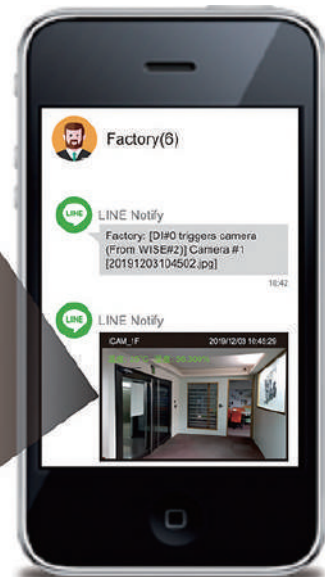 Factory(6)
LINE
LINE Notify
Factory: [DI#0 triggers camera
(From WISE#2)] Camera #1
[20191203104502.jpg]
10:42
LINE
LINE Notify
CAM_1F
2019/12/03 10:45:29